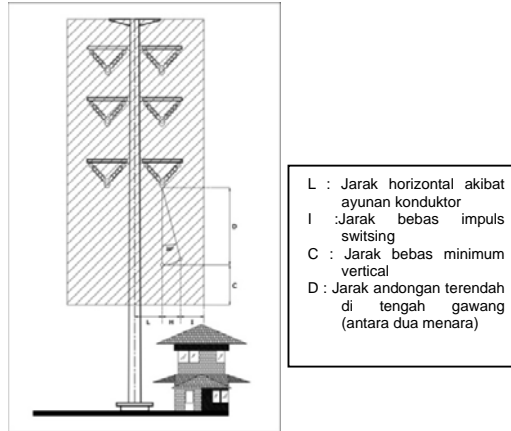 D
C
L
H
I
L : Jarak horizontal akibat
ayunan konduktor
I :Jarak bebas impuls
switsing
C : Jarak bebas minimum
vertical
D : Jarak andongan terendah
di tengah gawang
(antara dua menara)